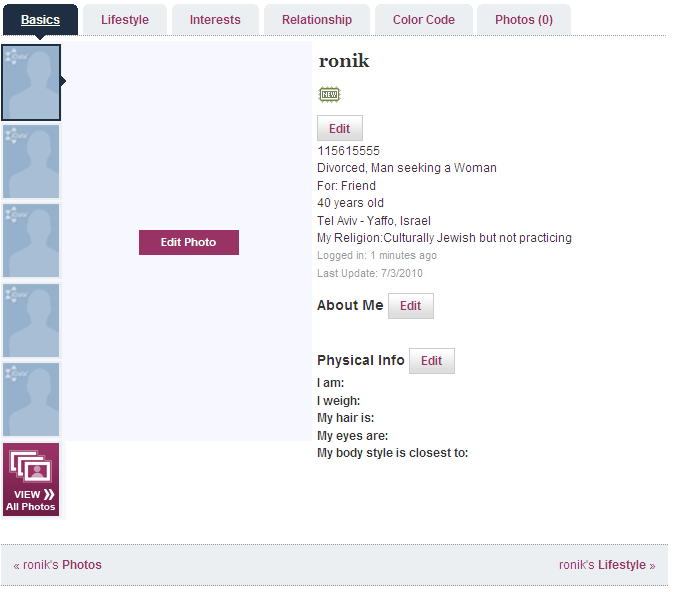 Basics
Lifestyle
Interests
Relationship
Color Code
Photos (0)
ronik
NEW
Edit
115615555
Divorced, Man seeking a Woman
For: Friend
40 years old
Tel Aviv - Yaffo, Israel
My Religion:Culturally Jewish but not practicing
Logged in: 1 minutes ago
Last Update: 7/3/2010
Edit Photo
About Me Edit
Physical Info Edit
I am:
I weigh:
My hair is:
My eyes are:
My body style is closest to:
VIEW »
All Photos
« ronik's Photos
ronik's Lifestyle »